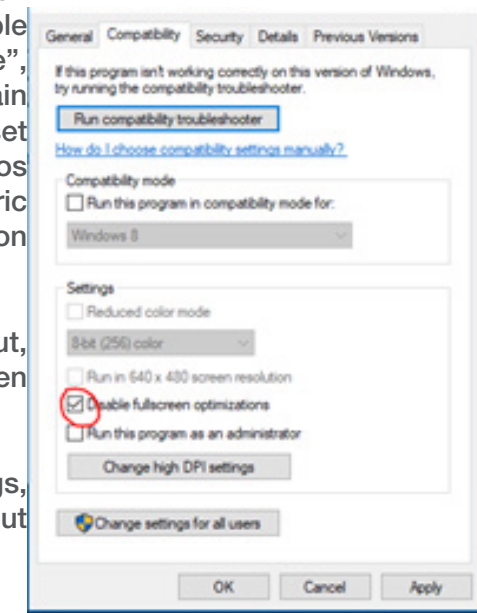 General Compatibility Security Details Previous Versions
If this program isn't working correctly on this version of Windows,
try running the compatibility troubleshooter.
Run compatibility troubleshooter
How do I choose compatibility settings manually?
Compatibility mode
Run this program in compatibility mode for:
Windows 8
Settings
Reduced color mode
8-bit (256) color
Run in 640 x 480 screen resolution
Disable fullscreen optimizations
Run this program as an administrator
Change high DPI settings
Change settings for all users
OK Cancel Apply